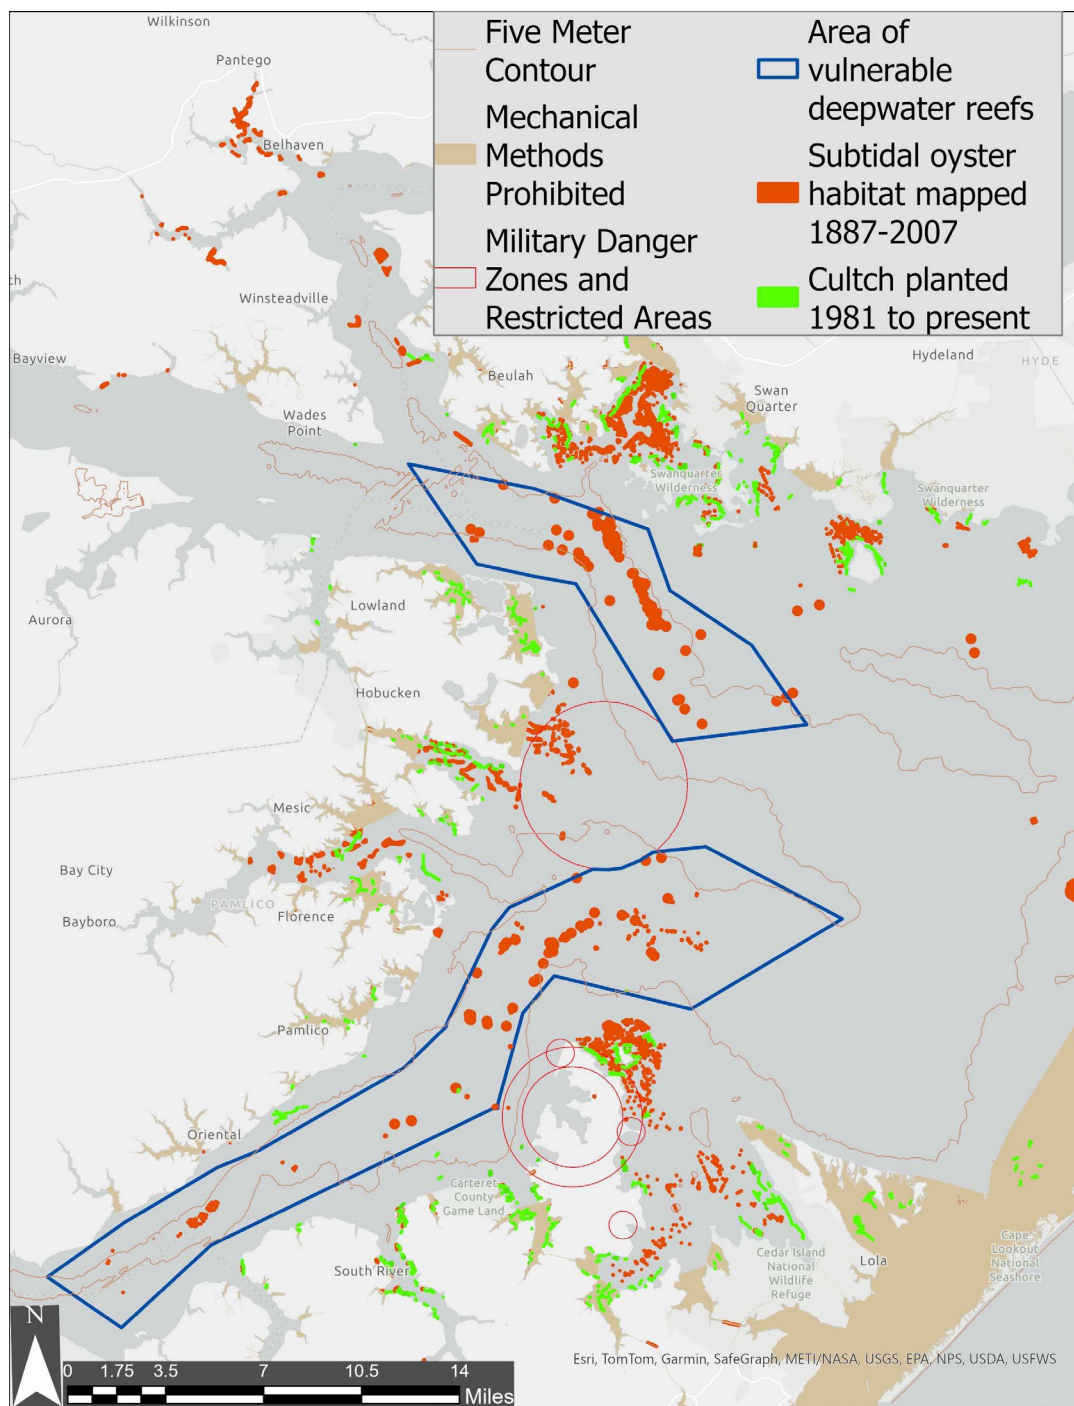 Five Meter
Contour
Mechanical
Methods
Prohibited
Military Danger
Zones and
Restricted Areas
Area of
vulnerable
deepwater reefs
Subtidal oyster
habitat mapped
1887-2007
Cultch planted
1981 to present
Wilkinson
Pantego
Belhaven
ch
Winsteadville
Bayview
Beulah
Hydeland
HYDE
Swan
Quarter
Wades
Point
Swanquarter
Wilderness
Swanquarter
Wilderness
Lowland
Aurora
Hobucken
Mesic
Bay City
PAMLICO
Florence
Bayboro
Pamlico
Oriental
Carteret
County
Game Land
South River
Cedar Island
National
Wildlife
Refuge
Lola
Cape
Lookout
National
Seashore
N
0 1.75 3.5 7 10.5 14
Miles
Esri, TomTom, Garmin, SafeGraph, METI/NASA, USGS, EPA, NPS, USDA, USFWS